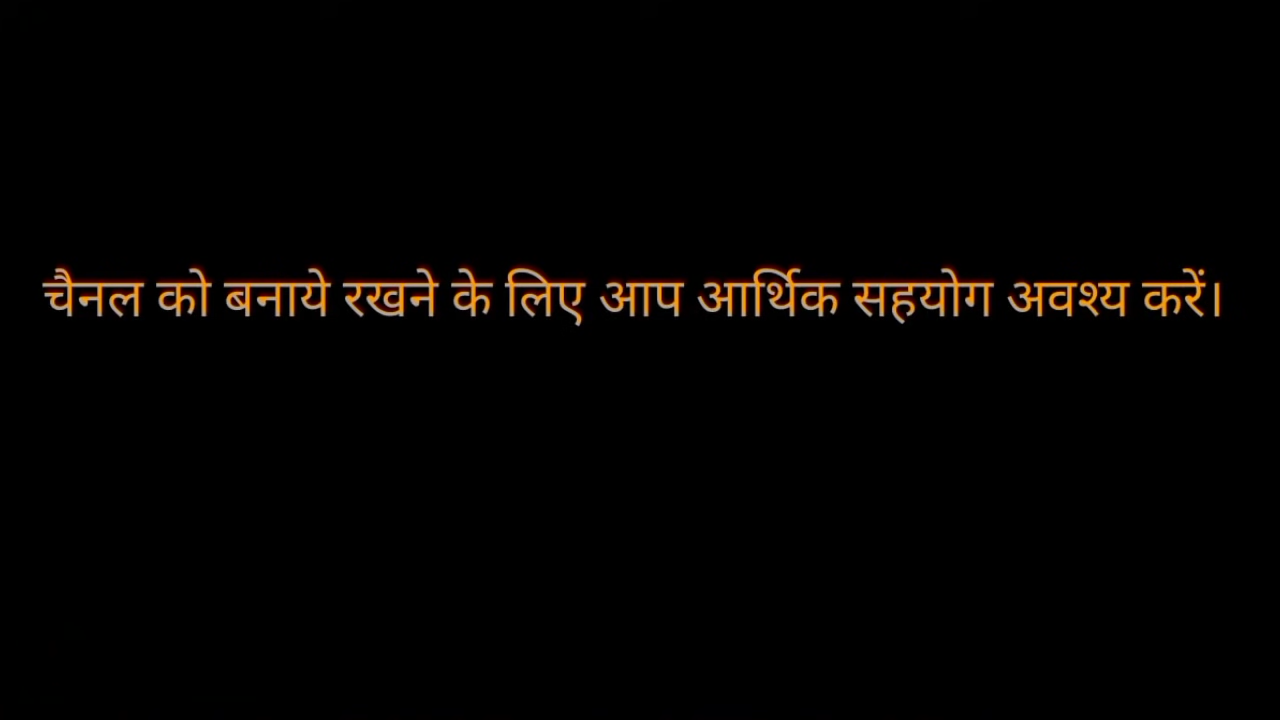 चैनल को बनाये रखने के लिए आप आर्थिक सहयोग अवश्य करें।